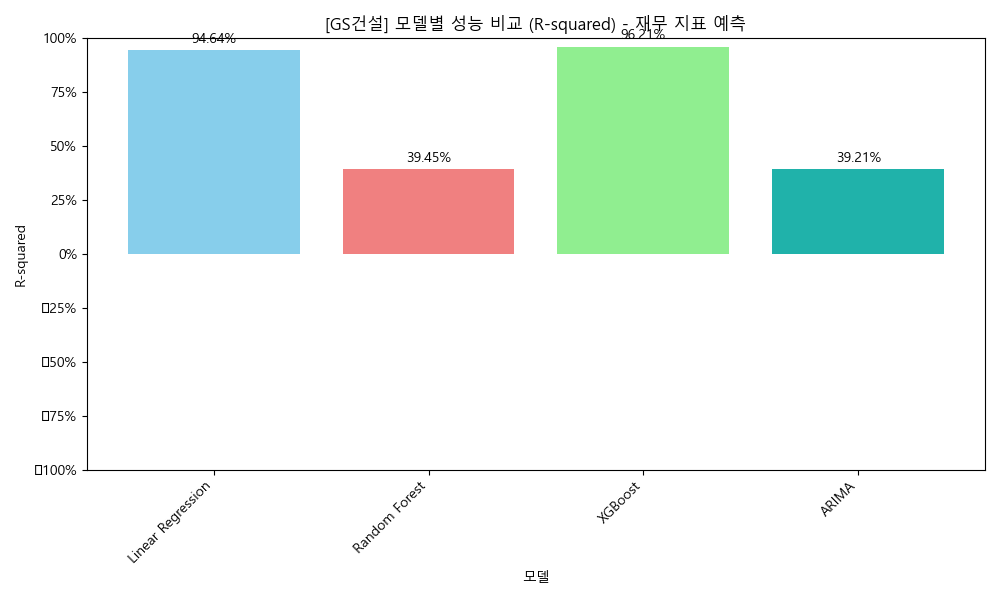 [GS건설] 모델별 성능 비교 (R-squared) - 재무 지표 예측
100%
75%
50%
25%
0%
□25%
□50%
□75%
□100%
R-squared
94.64%
39.45%
96.21%
39.21%
Linear Regression
Random Forest
XGBoost
ARIMA
모델